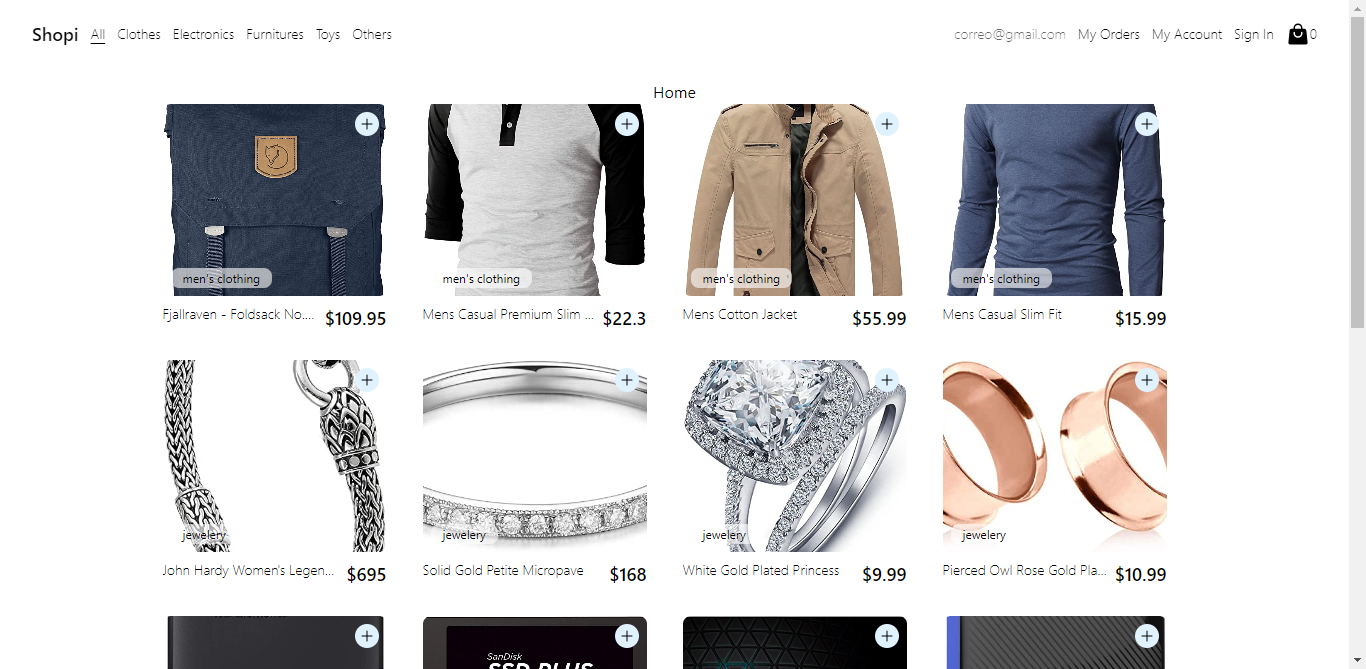 Shopi All Clothes Electronics Furnitures Toys Others correo@gmail.com My Orders My Account Sign In 0
Home
men's clothing men's clothing men's clothing men's clothing
Fjallraven - Foldsack No.... $109.95 Mens Casual Premium Slim ... $22.3 Mens Cotton Jacket $55.99 Mens Casual Slim Fit $15.99
jewelery jewelery jewelery jewelery
John Hardy Women's Legen... $695 Solid Gold Petite Micropave $168 White Gold Plated Princess $9.99 Pierced Owl Rose Gold Pla... $10.99
SanDisk
SSD PLUS